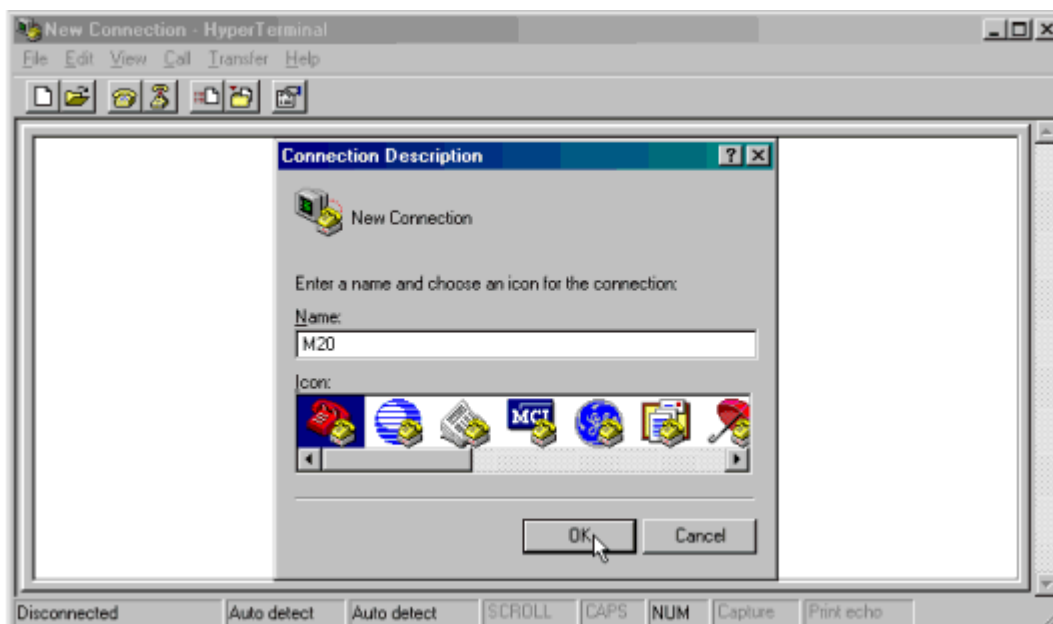 New Connection - HyperTerminal
File Edit View Call Transfer Help
Connection Description
New Connection
Enter a name and choose an icon for the connection:
Name:
M20
Icon:
MCI
OK Cancel
Disconnected Auto detect Auto detect SCROLL CAPS NUM Capture Print echo